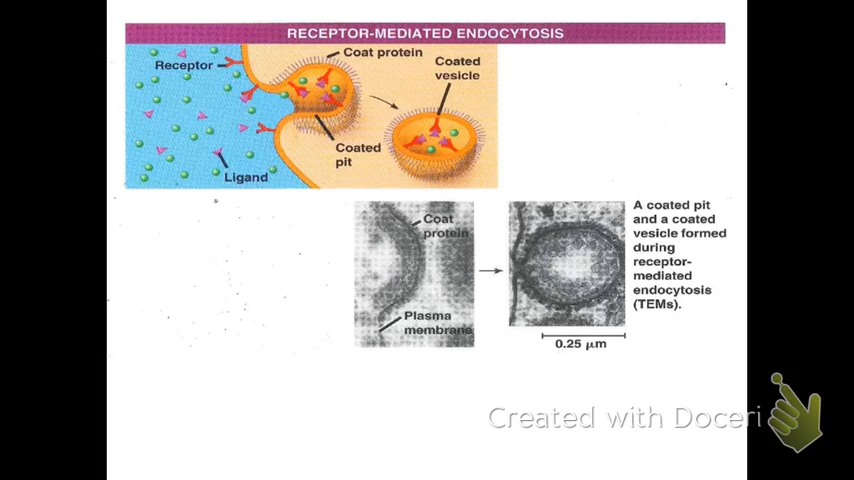 RECEPTOR-MEDIATED ENDOCYTOSIS
Coat protein
Receptor
Coated
vesicle
Coated
pit
Ligand
Coat
protein
Plasma
membrane
A coated pit
and a coated
vesicle formed
during
receptor-
mediated
endocytosis
(TEMs).
0.25 µm
Created with Doceri